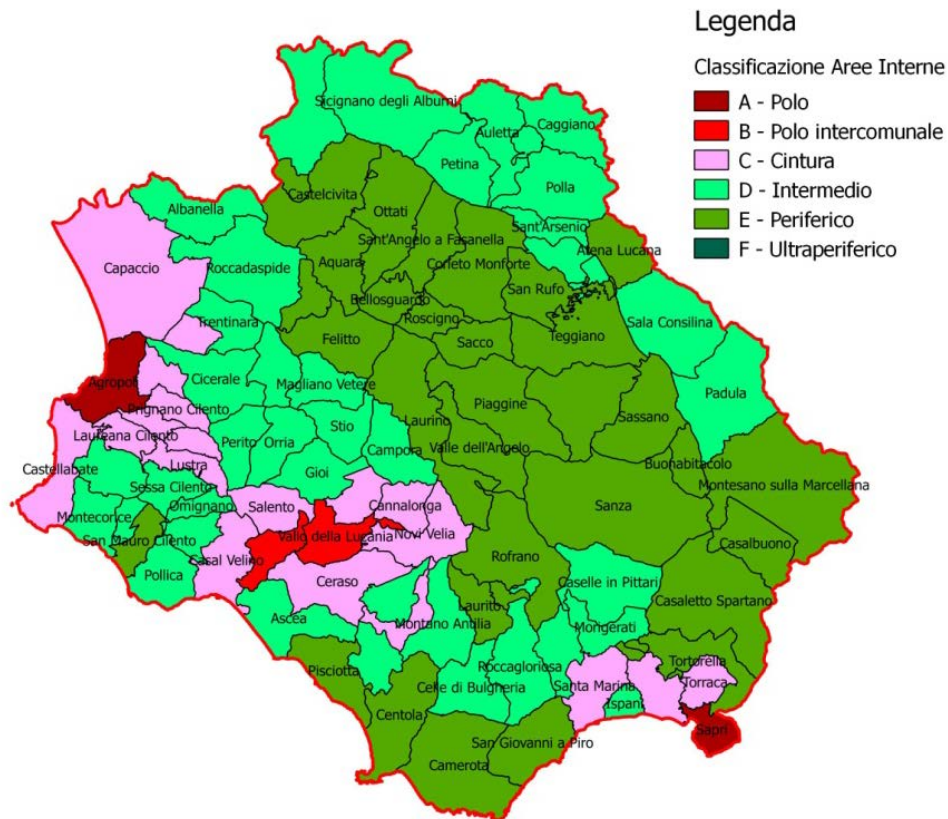 Legenda
Classificazione Aree Interne
A - Polo
B - Polo intercomunale
C - Cintura
D - Intermedio
E - Periferico
F - Ultraperiferico
Sicignano degli Alburni
Caggiano
Auletta
Petina
Polla
Castelcivita
Albanella
Ottati
Sant'Arsenio
Sant'Angelo a Fasanella
Atena Lucana
Capaccio
Roccadaspide
Aquara
Corleto Monforte
San Rufo
Bellosguardo
Roscigno
Trentinara
Sala Consilina
Felitto
Sacco
Teggiano
Agropoli
Cicerale
Magliano Vetere
Padula
Piaggine
Prignano Cilento
Sassano
Laurino
Stio
Laureana Cilento
Perito
Orria
Valle dell'Angelo
Campora
Lustra
Castellabate
Gioi
Buonabitacolo
Sessa Cilento
Montesano sulla Marcellana
Omignano
Salento
Cannalonga
Sanza
Montecorice
Vallo della Lucania
Novi Velia
San Mauro Cilento
Casalbuono
Rofrano
Casal Velino
Pollica
Ceraso
Caselle in Pittari
Casaletto Spartano
Laurito
Ascea
Montano Antilia
Morigerati
Tortorella
Pisciotta
Roccagloriosa
Celle di Bulgheria
Santa Marina
Torraca
Ispani
Centola
Sapri
San Giovanni a Piro
Camerota